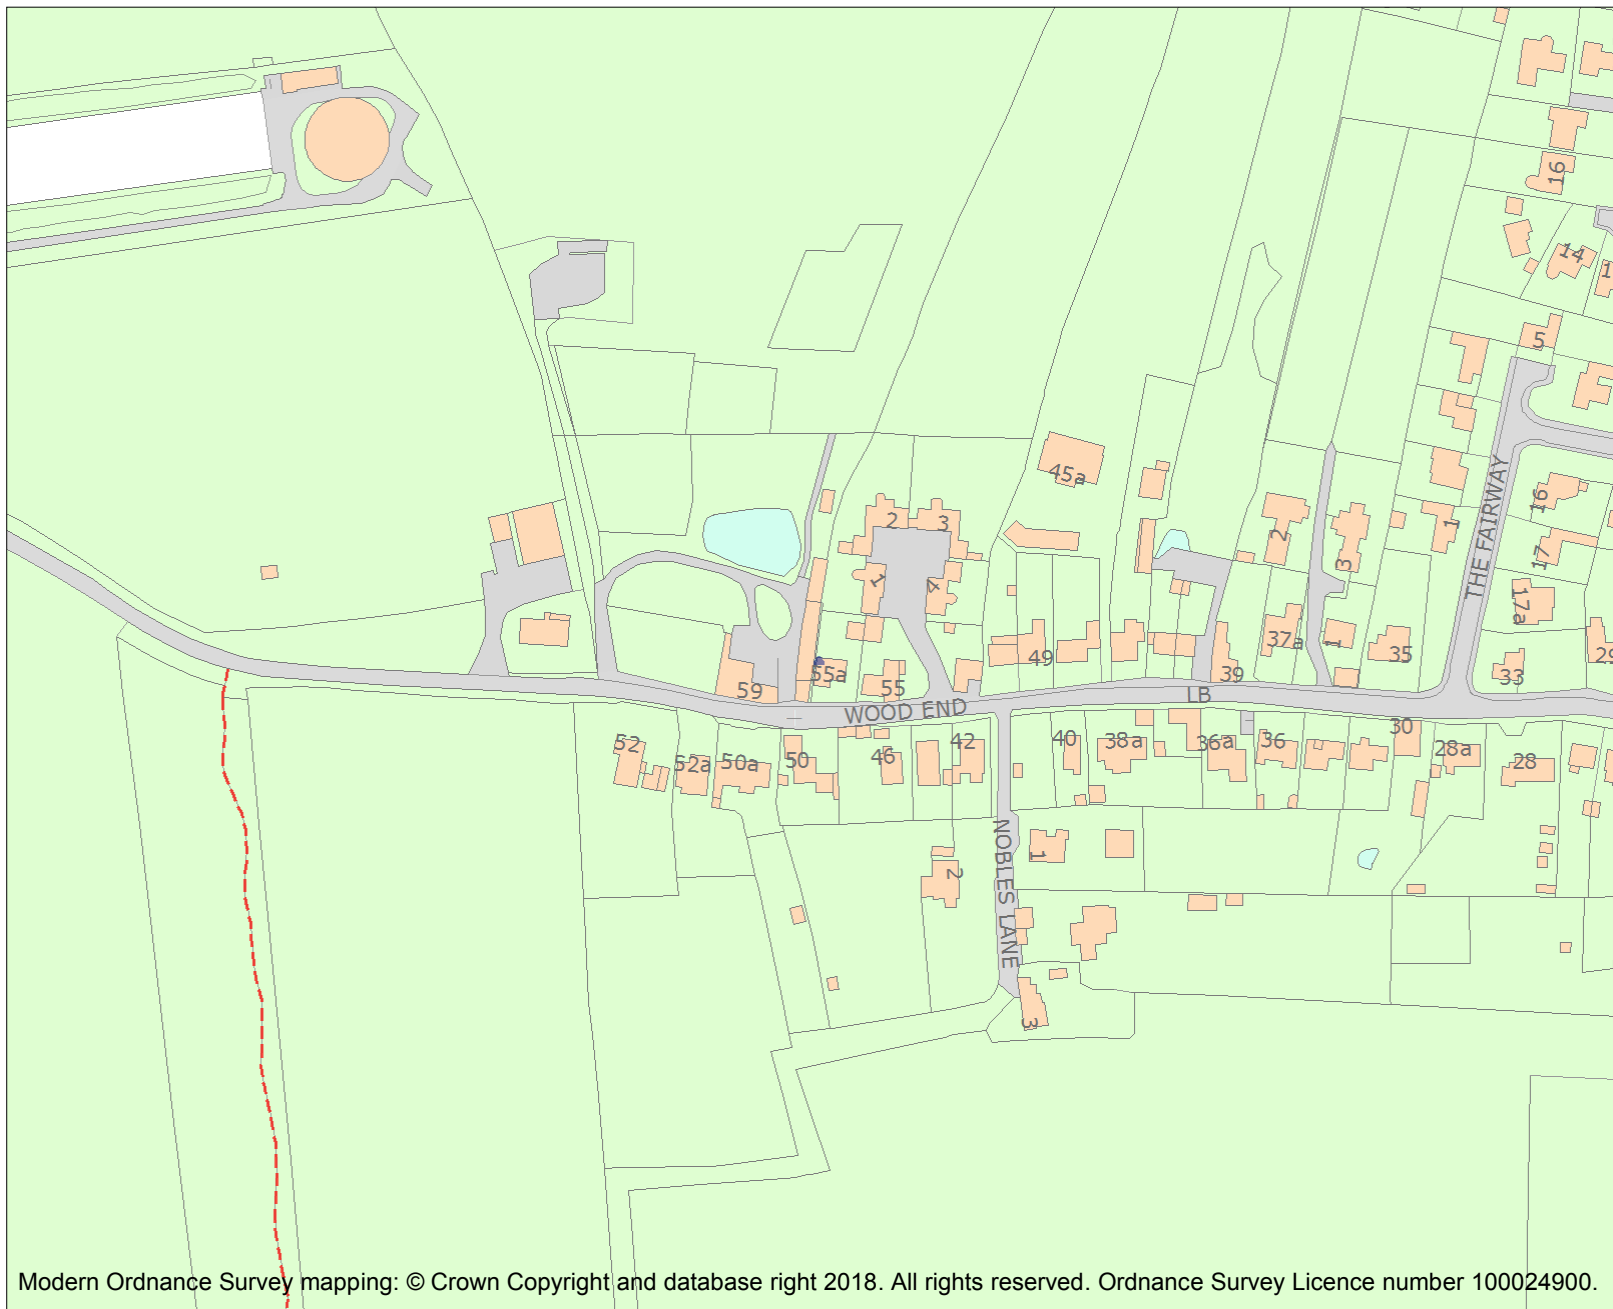 16
14
1
5
45a
THE FAIRWAY
16
17
17a
1
2
3
2
3
1
4
1
37a
35
33
29
49
39
59
55a
55
LB
WOOD END
52
52a
50a
50
46
42
40
38a
36a
36
30
28a
28
NOBLES LANE
1
2
3
Modern Ordnance Survey mapping: © Crown Copyright and database right 2018. All rights reserved. Ordnance Survey Licence number 100024900.